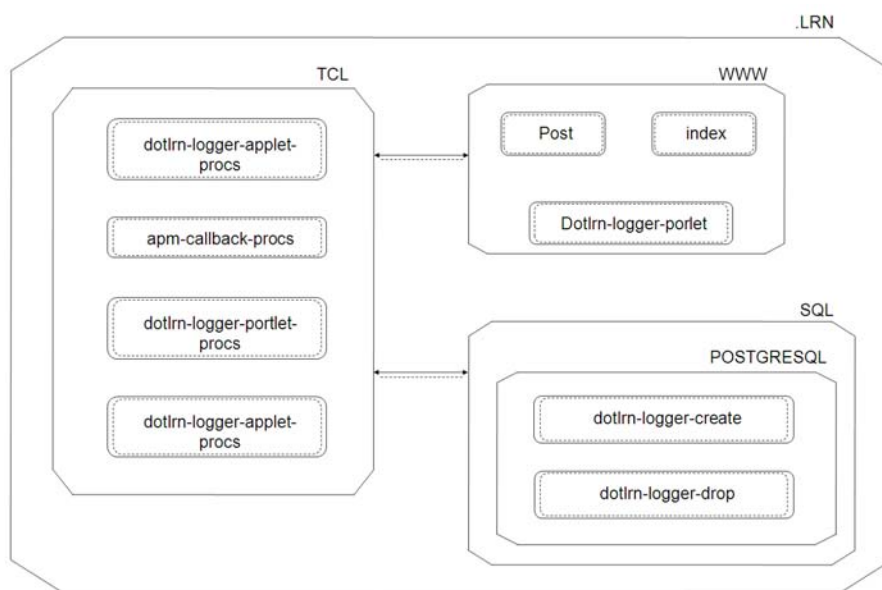 .LRN
TCL
dotlrn-logger-applet-
procs
apm-callback-procs
dotlrn-logger-portlet-
procs
dotlrn-logger-applet-
procs
WWW
Post
index
Dotlrn-logger-porlet
SQL
POSTGRESQL
dotlrn-logger-create
dotlrn-logger-drop